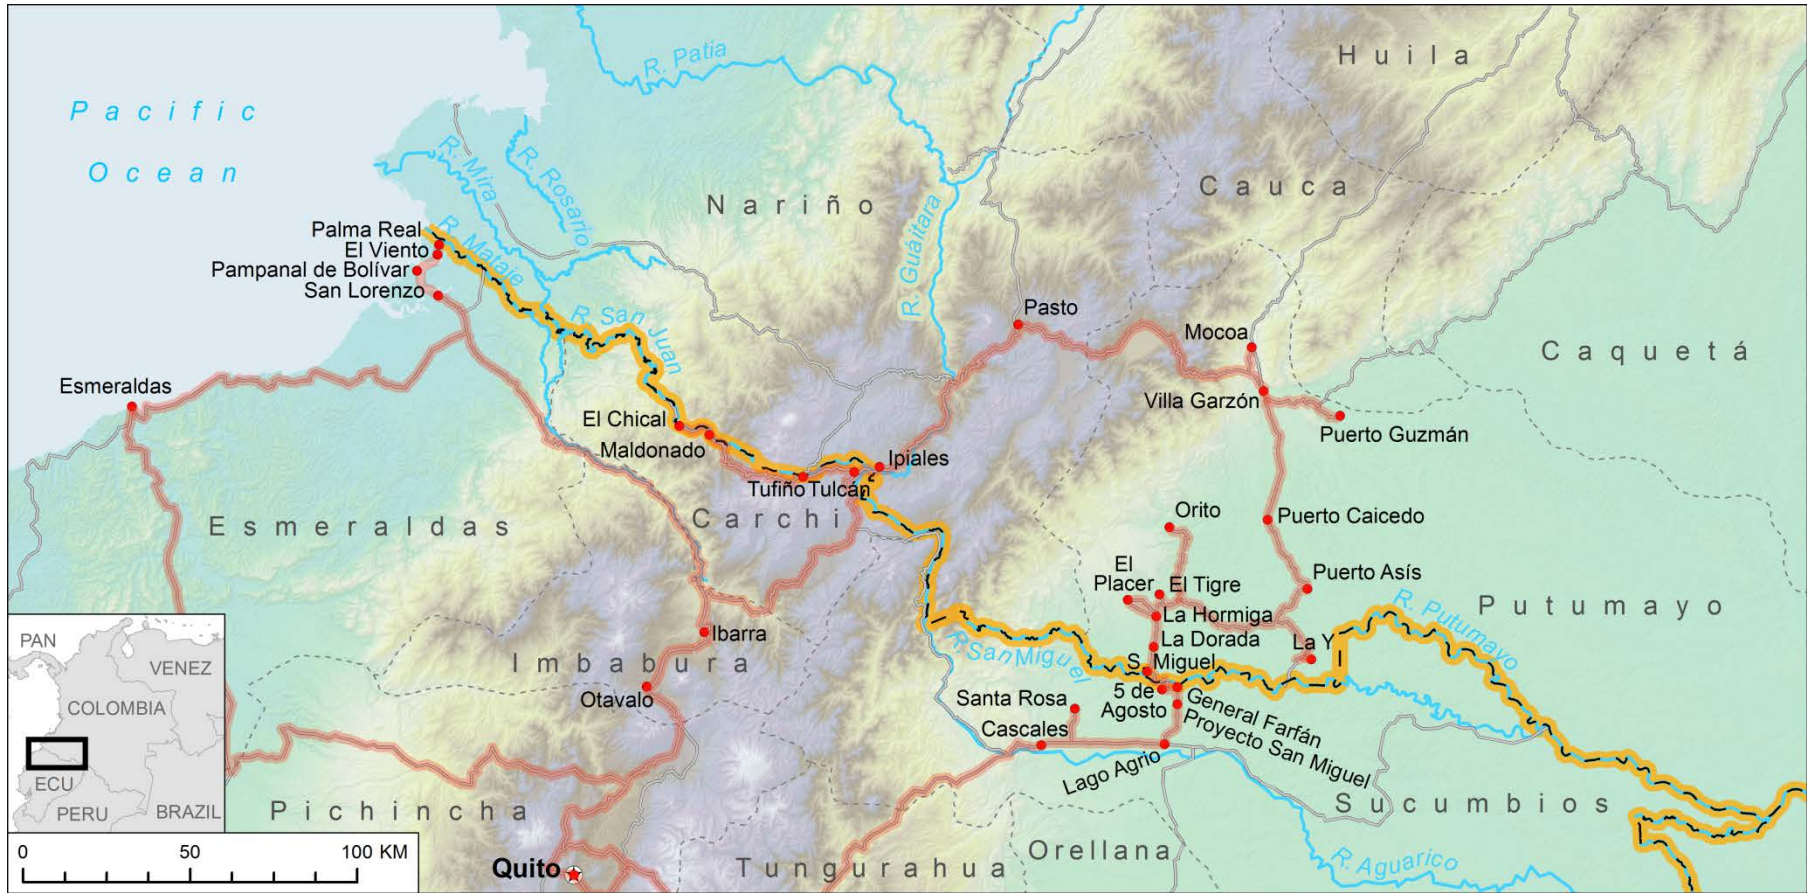 Pacific
Ocean
R. Patia
Huila
R. Mira
R. Rosario
Nariño
Cauca
R. Guáitara
Palma Real
El Viento
R. Mataje
Pampanal de Bolívar
San Lorenzo
R. San Juan
Pasto
Mocoa
Caquetá
Esmeraldas
Villa Garzón
El Chical
Puerto Guzmán
Maldonado
Ipiales
Tufiño
Tulcán
Carchi
Esmeraldas
Orito
Puerto Caicedo
El
Placer
El Tigre
Puerto Asís
R. Putumayo
Putumayo
La Hormiga
Ibarra
La Dorada
La Y
Imbabura
R. San Miguel
S. Miguel
Otavalo
Santa Rosa
5 de
Agosto
General Farfán
Proyecto San Miguel
Cascales
Lago Agrio
Sucumbios
Pichincha
Orellana
Tungurahua
R. Aguarico
Quito
PAN
VENEZ
COLOMBIA
ECU
PERU
BRAZIL
0 50 100 KM